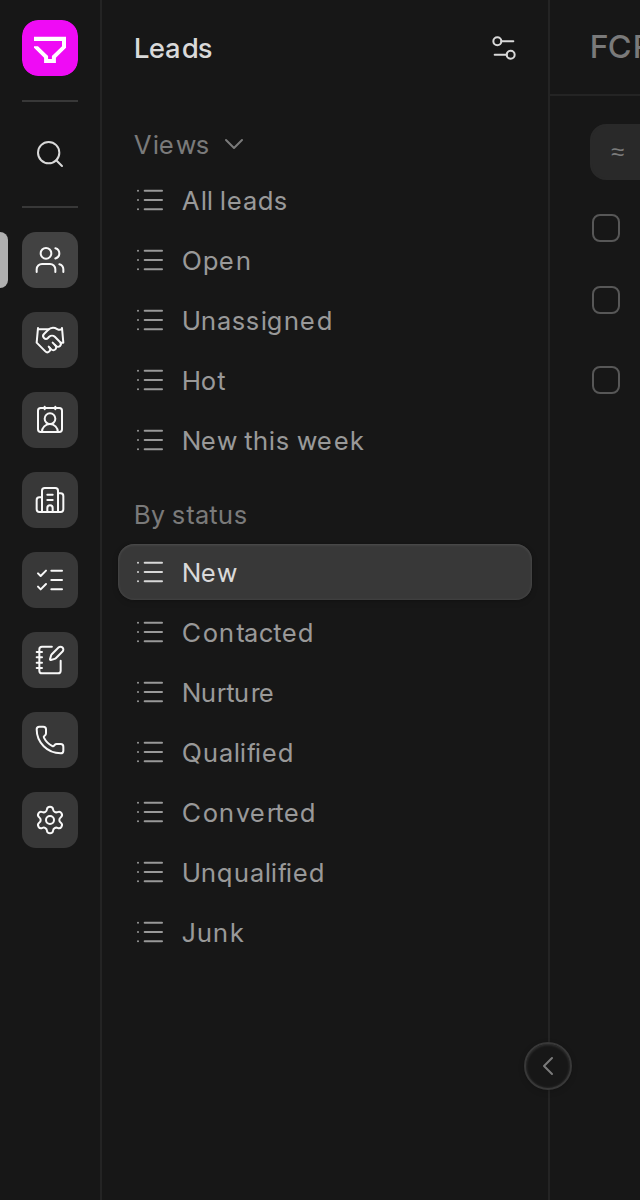 Leads
Views
All leads
Open
Unassigned
Hot
New this week
By status
New
Contacted
Nurture
Qualified
Converted
Unqualified
Junk
≈